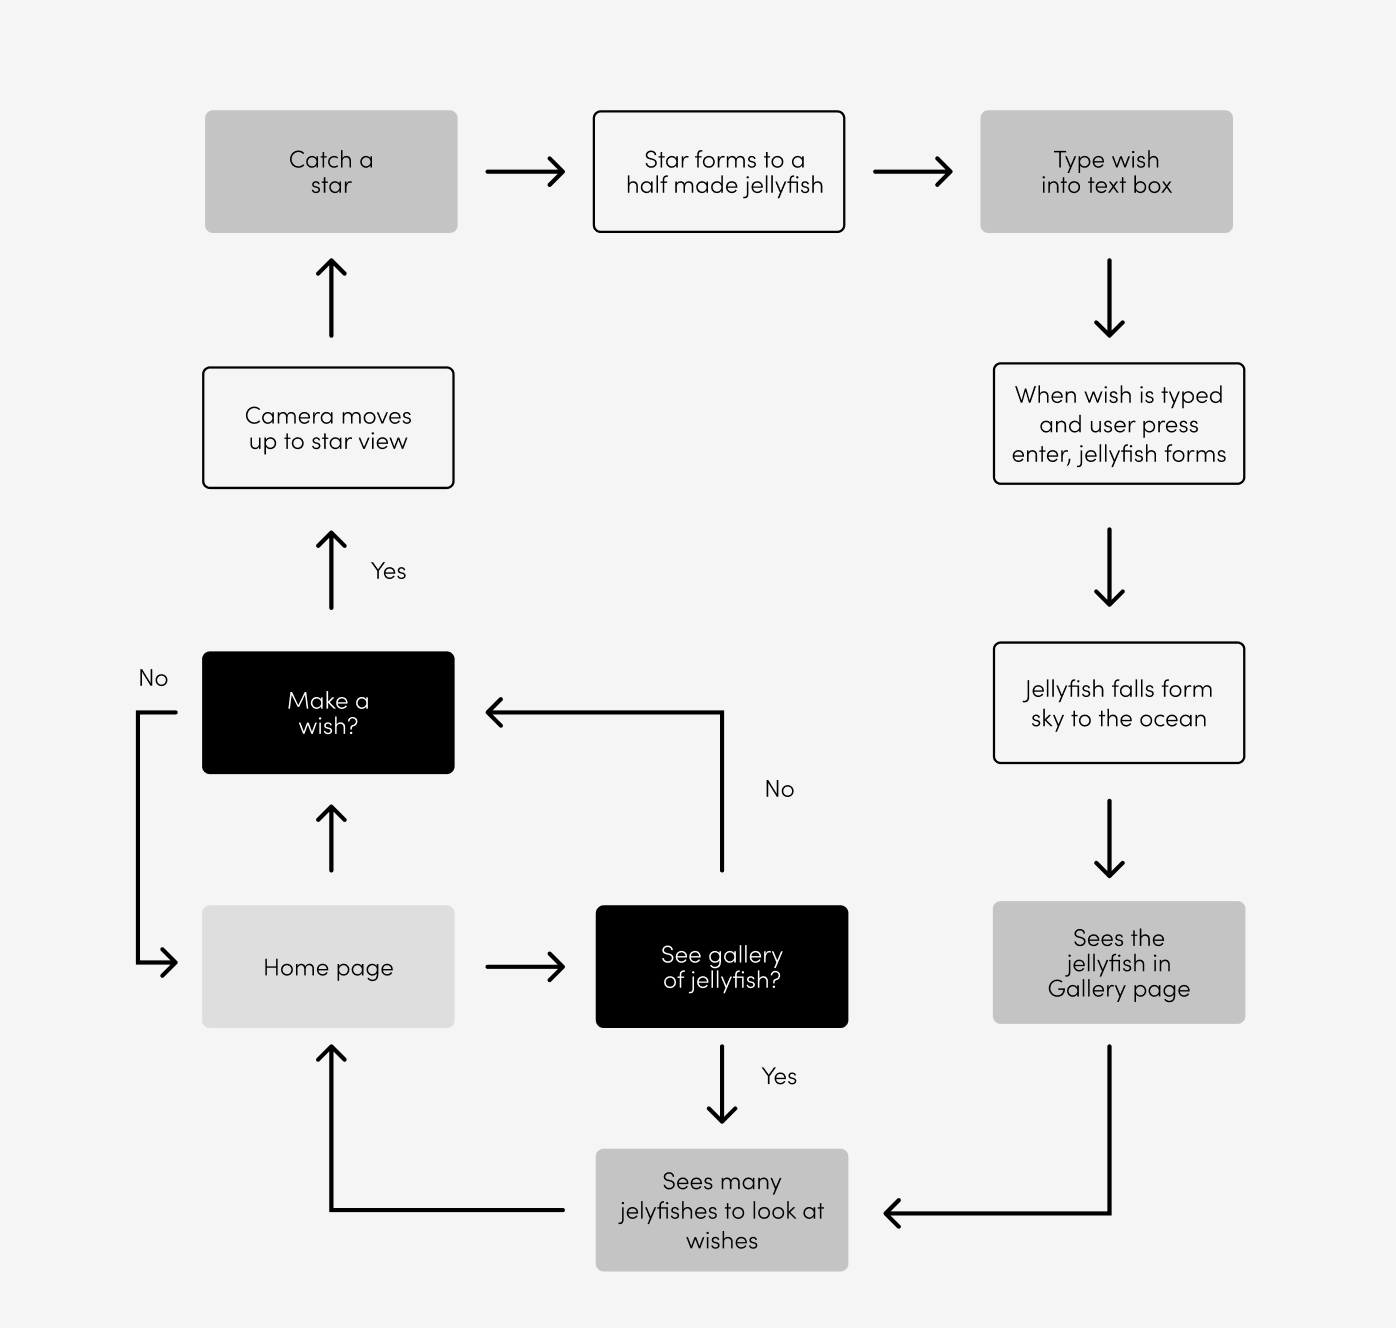 Catch a
star
Star forms to a
half made jellyfish
Type wish
into text box
Camera moves
up to star view
When wish is typed
and user press
enter, jellyfish forms
Yes
No
Make a
wish?
Jellyfish falls form
sky to the ocean
No
Home page
See gallery
of jellyfish?
Sees the
jellyfish in
Gallery page
Yes
Sees many
jelyfishes to look at
wishes